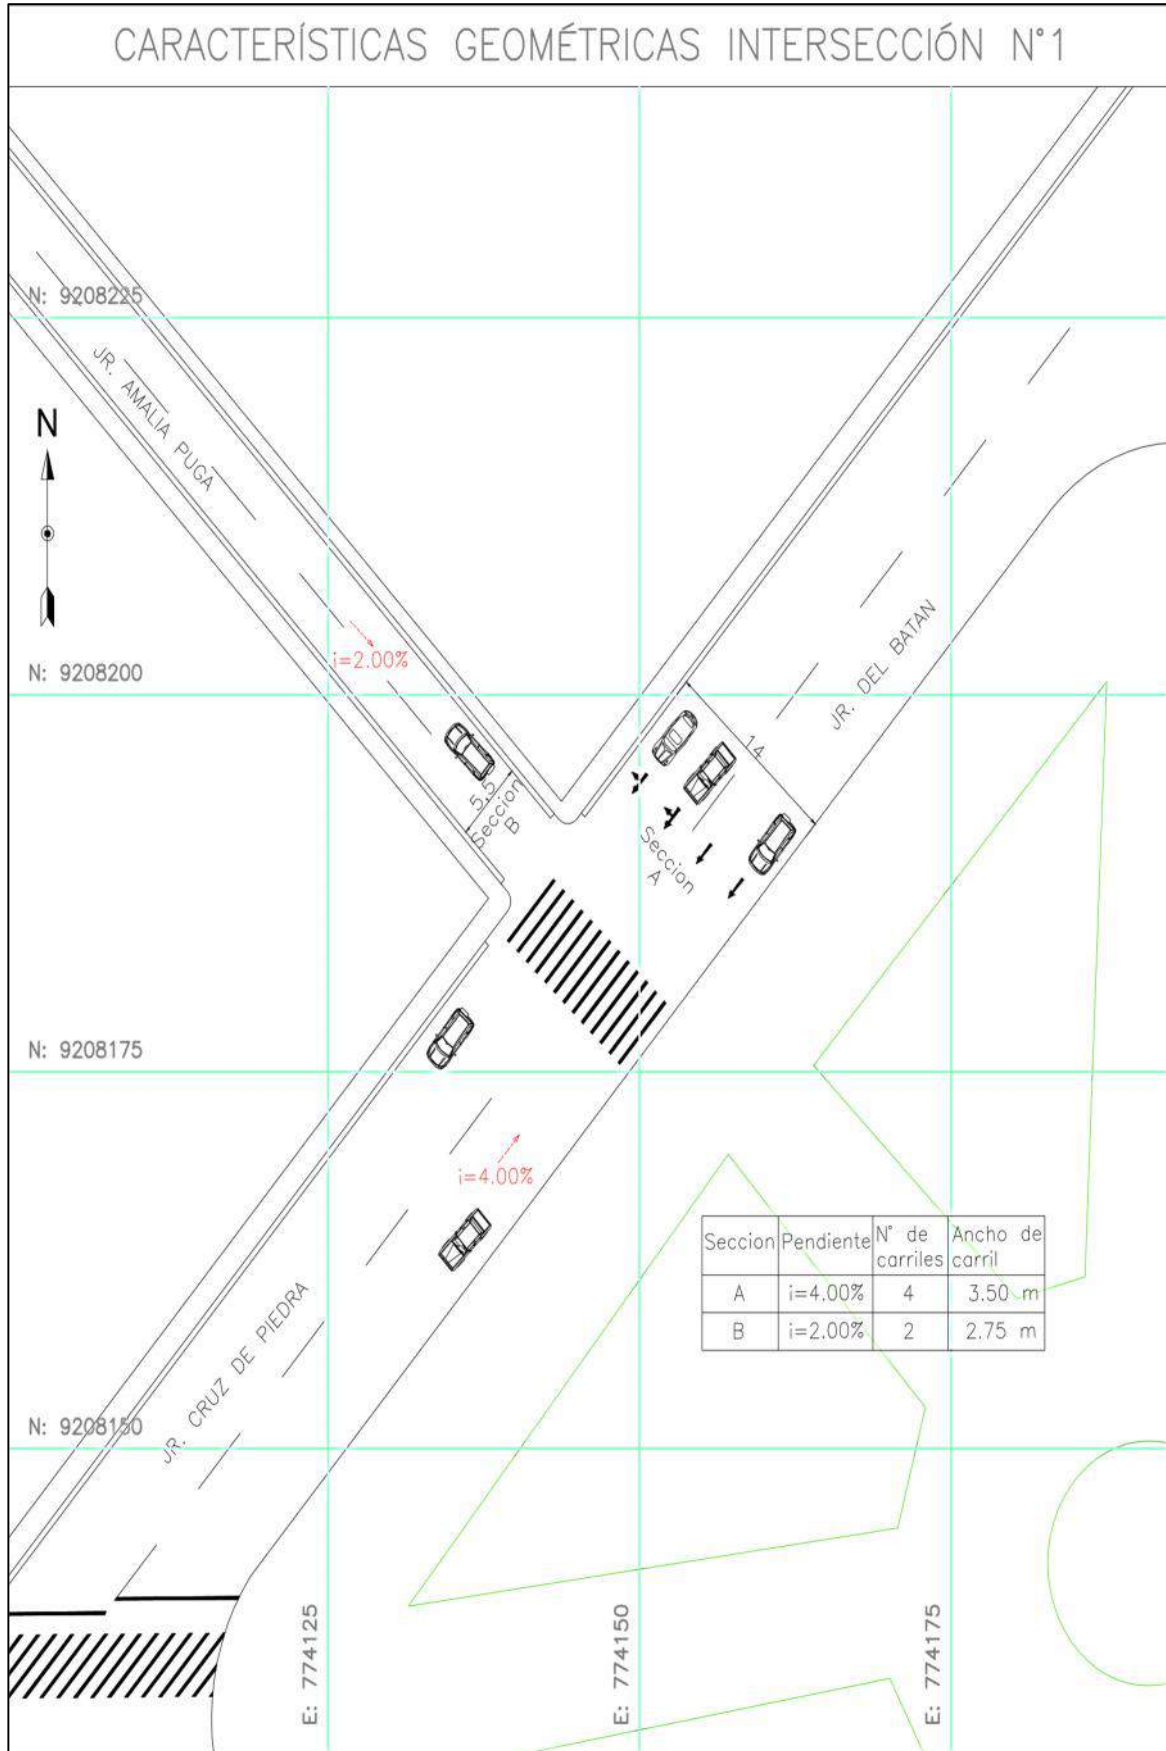 CARACTERÍSTICAS GEOMÉTRICAS INTERSECCIÓN N°1
N: 9208225
JR. AMALIA PUGA
N
i=2.00%
N: 9208200
JR. DEL BATAN
14
5,5
Seccion
B
Seccion
A
N: 9208175
i=4.00%
JR. CRUZ DE PIEDRA
Seccion Pendiente N° de carriles Ancho de carril
A i=4.00% 4 3.50 m
B i=2.00% 2 2.75 m
N: 9208150
E: 774125
E: 774150
E: 774175